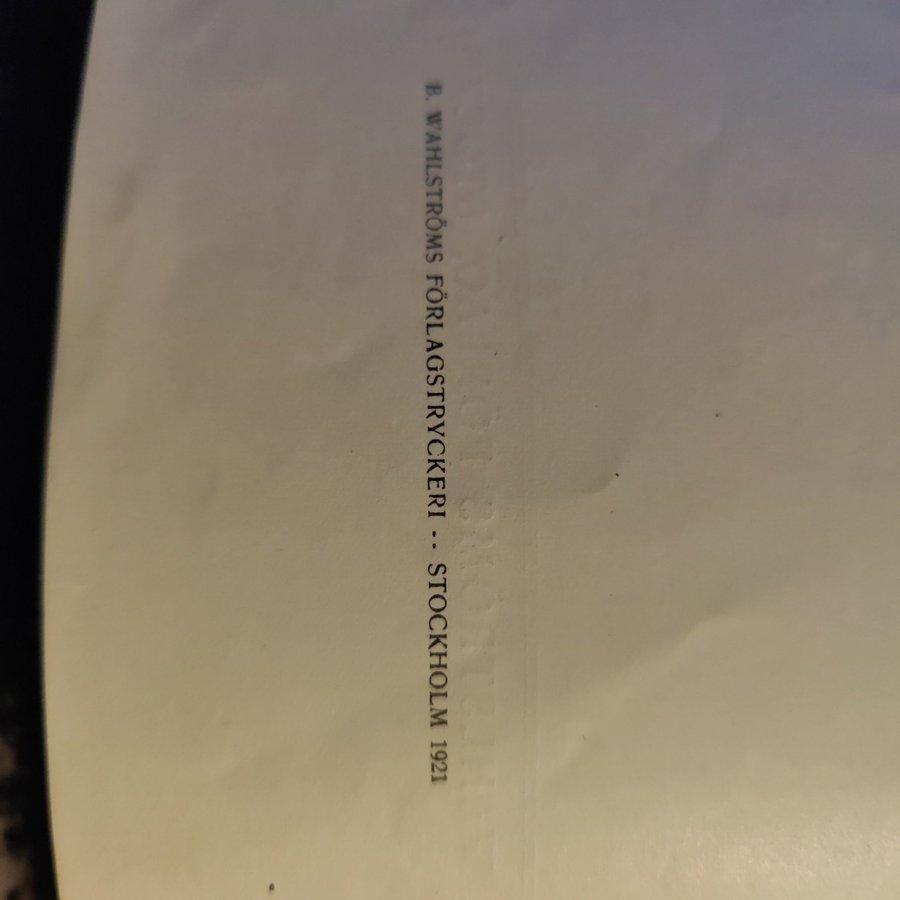 B. WAHLSTRÖMS FÖRLAGSTRYCKERI .. STOCKHOLM 1921